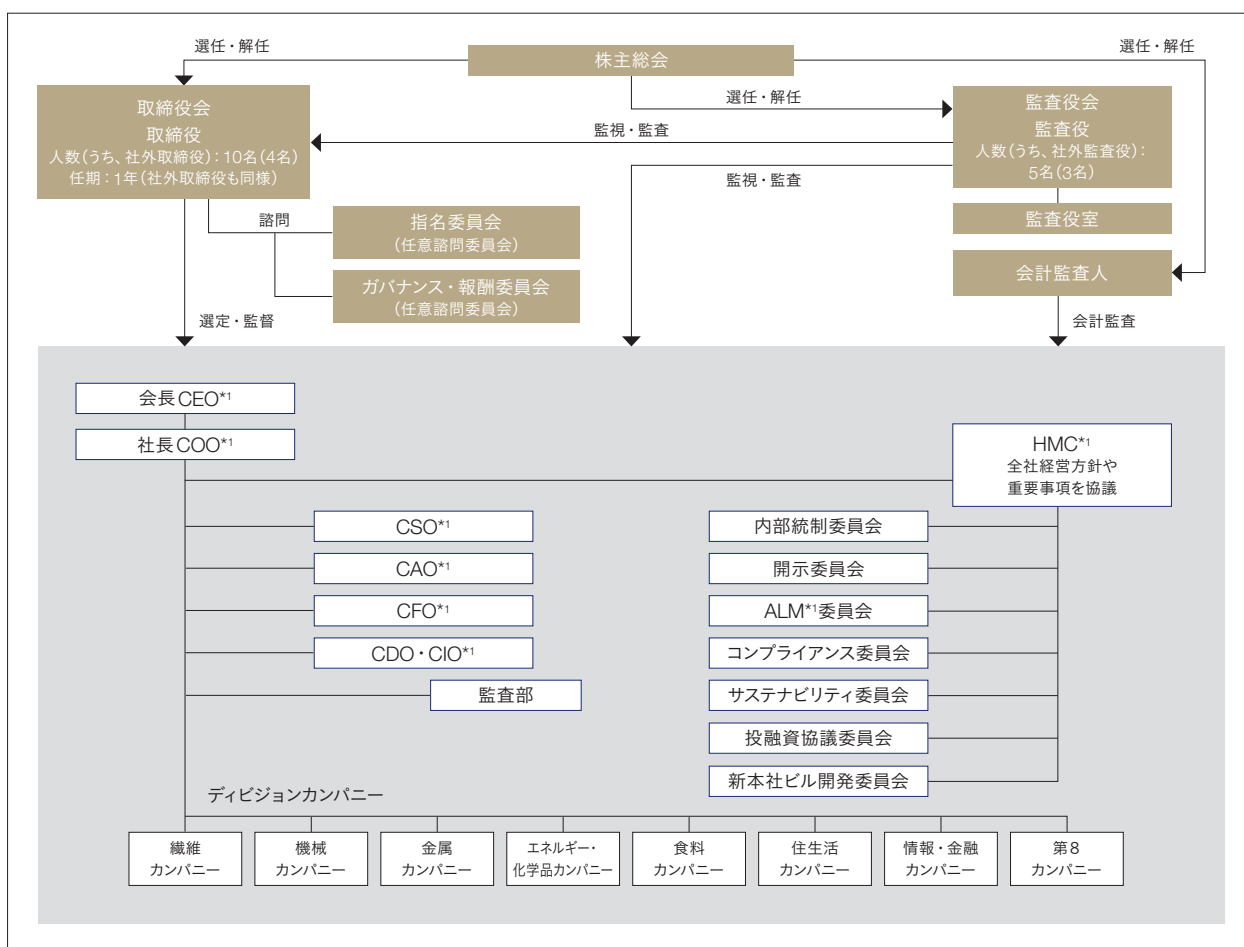 選任・解任
株主総会
選任・解任
選任・解任
取締役会
取締役
人数(うち、社外取締役):10名(4名)
任期:1年(社外取締役も同様)
監査役会
監査役
人数(うち、社外監査役):
5名(3名)
監視・監査
監視・監査
諮問
指名委員会
(任意諮問委員会)
監査役室
ガバナンス・報酬委員会
(任意諮問委員会)
会計監査人
選定・監督
会計監査
会長CEO*1
社長COO*1
HMC*1
全社経営方針や
重要事項を協議
CSO*1
CAO*1
CFO*1
CDO・CIO*1
監査部
内部統制委員会
開示委員会
ALM*1委員会
コンプライアンス委員会
サステナビリティ委員会
投融資協議委員会
新本社ビル開発委員会
ディビジョンカンパニー
繊維
カンパニー
機械
カンパニー
金属
カンパニー
エネルギー・
化学品カンパニー
食料
カンパニー
住生活
カンパニー
情報・金融
カンパニー
第8
カンパニー